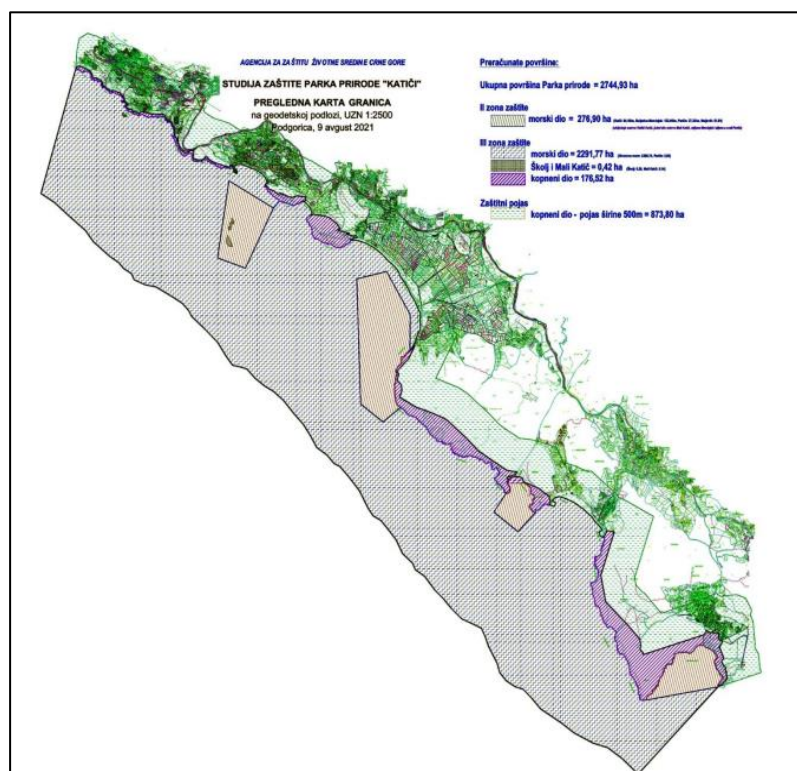 AGENCIJA ZA ZAŠTITU ŽIVOTNE SREDINE CRNE GORE
STUDIJA ZAŠTITE PARKA PRIRODE "KATIČI"
PREGLEDNA KARTA GRANICA
na geodetskoj podlozi, UZN 1:2500
Podgorica, 9 avgust 2021
Preračunate površine:
Ukupna površina Parka prirode = 2744,93 ha
II zona zaštite
morski dio = 276,90 ha
III zona zaštite
morski dio = 2291,77 ha
Školj i Mali Katič = 0,42 ha
kopneni dio = 176,52 ha
Zaštitni pojas
kopneni dio - pojas širine 500m = 873,80 ha